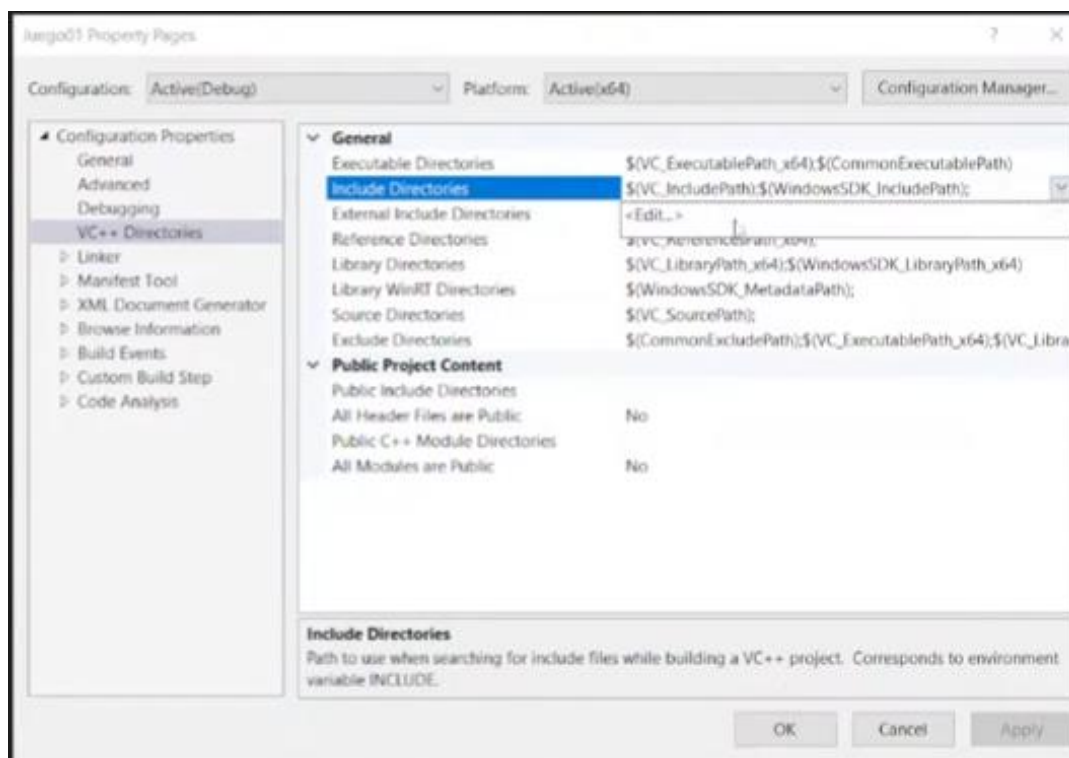 Juego01 Property Pages
? ×
Configuration: Active(Debug) Platform: Active(x64) Configuration Manager...
Configuration Properties
General
Advanced
Debugging
VC++ Directories
Linker
Manifest Tool
XML Document Generator
Browse Information
Build Events
Custom Build Step
Code Analysis
General
Executable Directories $(VC_ExecutablePath_x64);$(CommonExecutablePath)
Include Directories $(VC_IncludePath);$(WindowsSDK_IncludePath);
External Include Directories <Edit...>
Reference Directories $(VC_ReferencesPath_x64);
Library Directories $(VC_LibraryPath_x64);$(WindowsSDK_LibraryPath_x64)
Library WinRT Directories $(WindowsSDK_MetadataPath);
Source Directories $(VC_SourcePath);
Exclude Directories $(CommonExcludePath);$(VC_ExecutablePath_x64);$(VC_Libra
Public Project Content
Public Include Directories
All Header Files are Public No
Public C++ Module Directories
All Modules are Public No
Include Directories
Path to use when searching for include files while building a VC++ project. Corresponds to environment
variable INCLUDE.
OK Cancel Apply